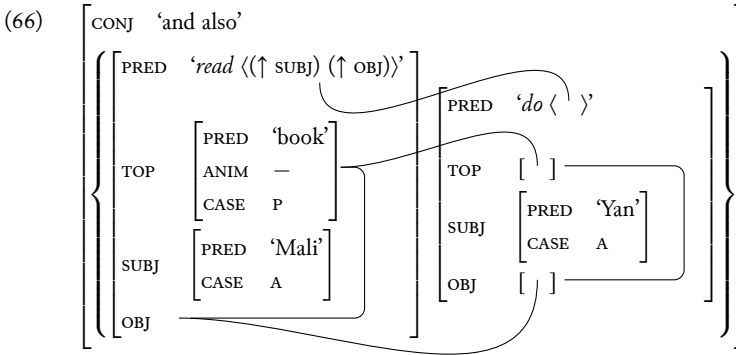 (66)
CONJ ‘and also’
PRED ‘read ⟨(↑ SUBJ) (↑ OBJ)⟩’
TOP
PRED ‘book’
ANIM —
CASE P
SUBJ
PRED ‘Mali’
CASE A
OBJ
PRED ‘do ⟨ ⟩’
TOP [ ]
SUBJ
PRED ‘Yan’
CASE A
OBJ [ ]